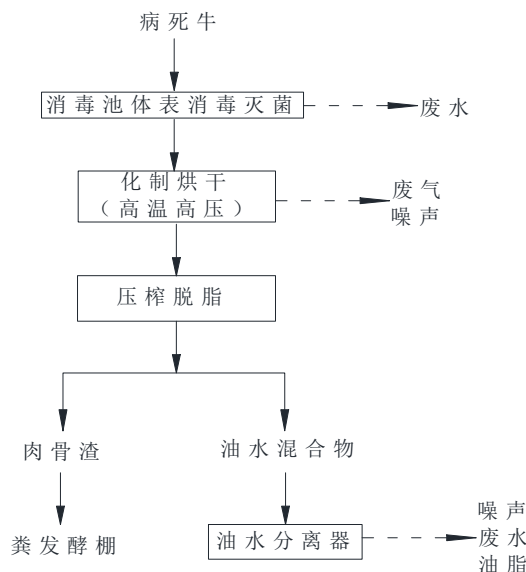 病死牛
消毒池体表消毒灭菌
废水
化制烘干
（高温高压）
废气
噪声
压榨脱脂
肉骨渣
油水混合物
粪发酵棚
油水分离器
噪声
废水
油脂